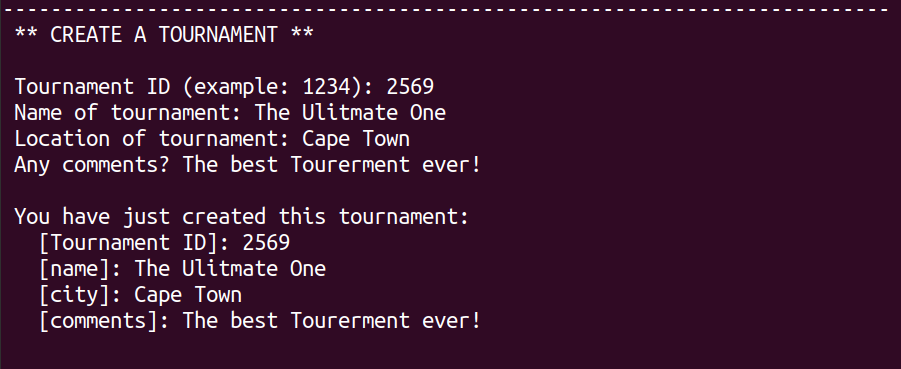 --------------------------------------------------------------------------
** CREATE A TOURNAMENT **
Tournament ID (example: 1234): 2569
Name of tournament: The Ulitmate One
Location of tournament: Cape Town
Any comments? The best Tourerment ever!
You have just created this tournament:
[Tournament ID]: 2569
[name]: The Ulitmate One
[city]: Cape Town
[comments]: The best Tourerment ever!